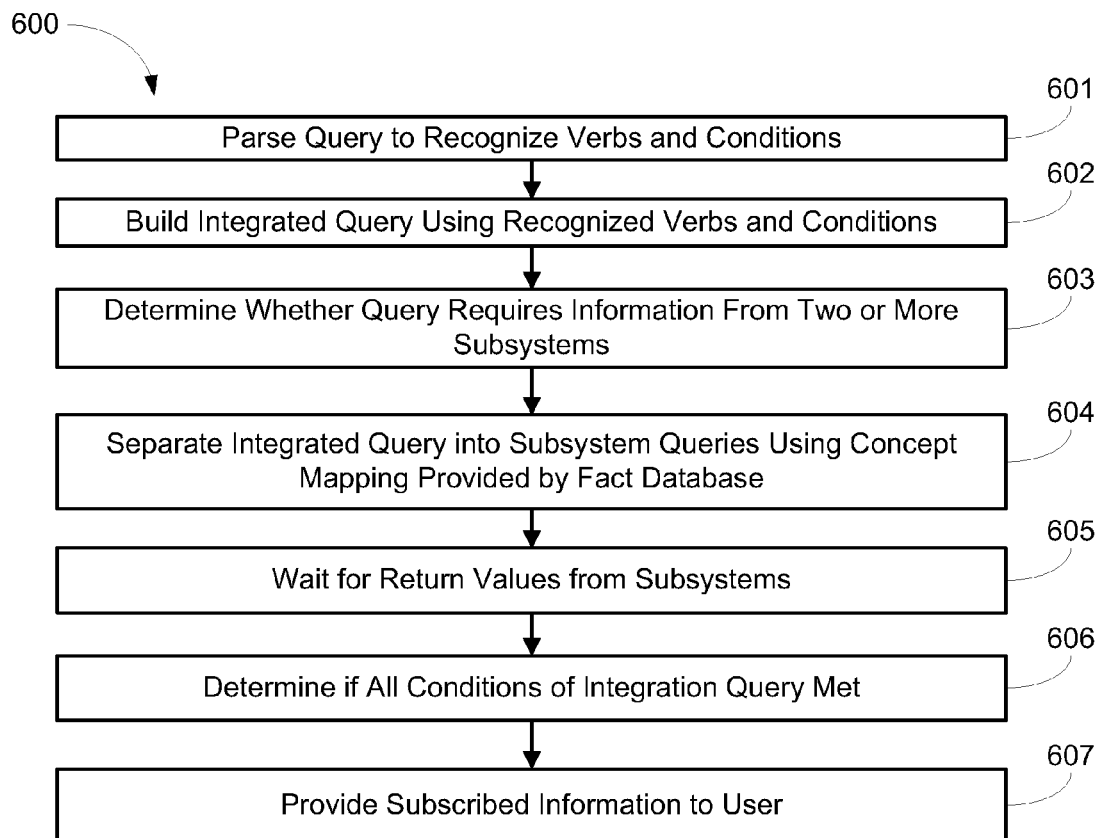 600
601
Parse Query to Recognize Verbs and Conditions
602
Build Integrated Query Using Recognized Verbs and Conditions
603
Determine Whether Query Requires Information From Two or More
Subsystems
604
Separate Integrated Query into Subsystem Queries Using Concept
Mapping Provided by Fact Database
605
Wait for Return Values from Subsystems
606
Determine if All Conditions of Integration Query Met
607
Provide Subscribed Information to User